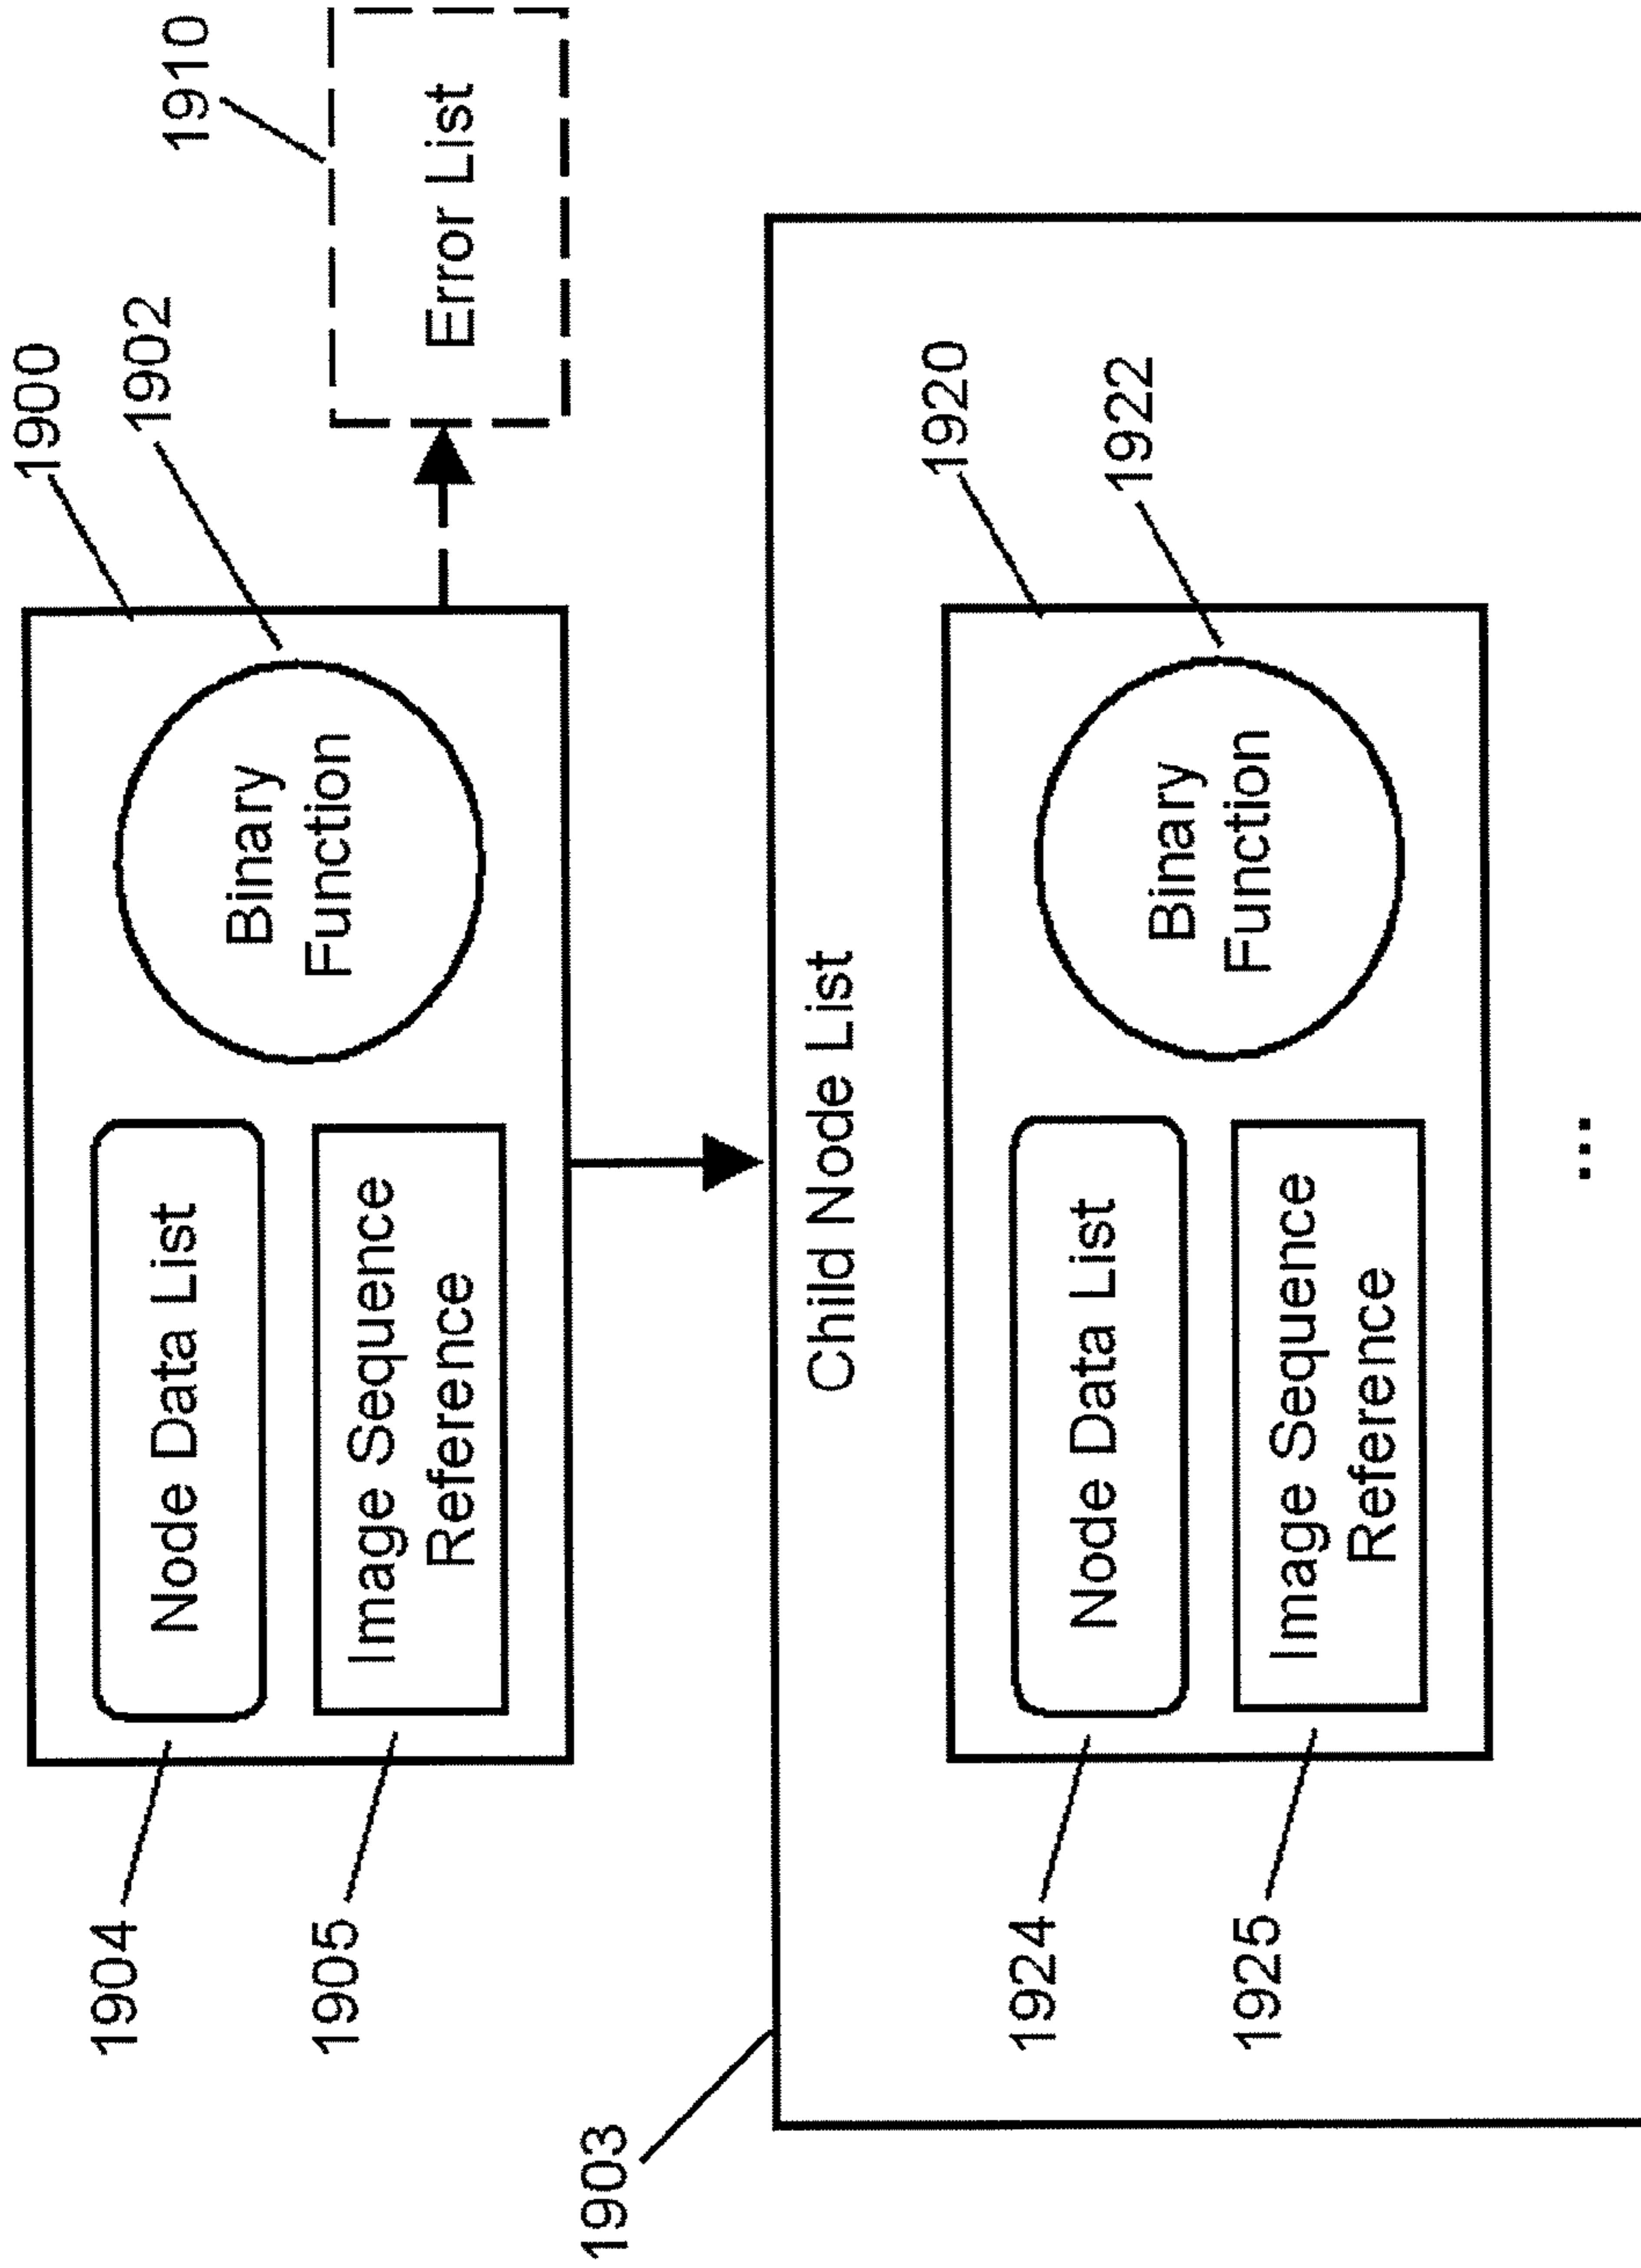 1900
1902
1910
1904
Node Data List
Binary
Function
1905
Image Sequence
Reference
Error List
1903
Child Node List
1920
1922
1924
Node Data List
Binary
Function
1925
Image Sequence
Reference
...